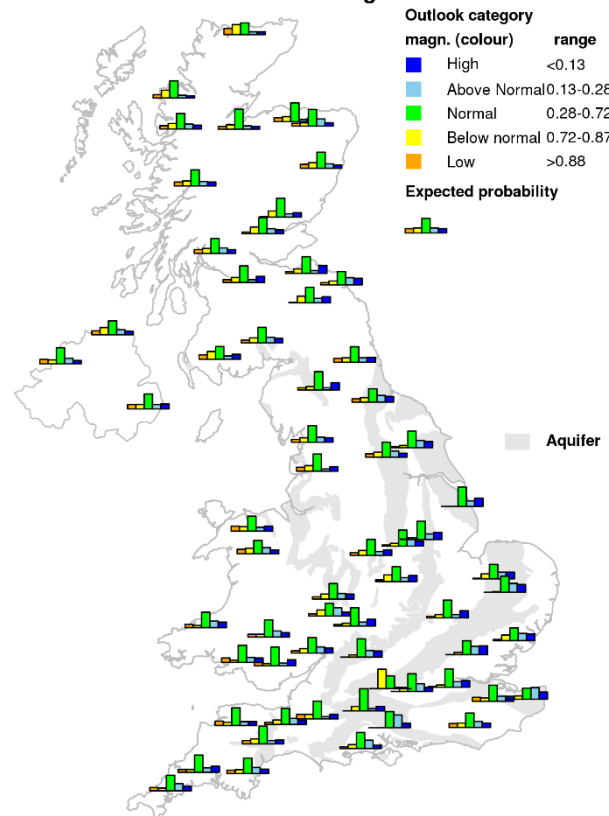 Outlook category
magn. (colour) range
High <0.13
Above Normal 0.13-0.28
Normal 0.28-0.72
Below normal 0.72-0.87
Low >0.88
Expected probability
Aquifer